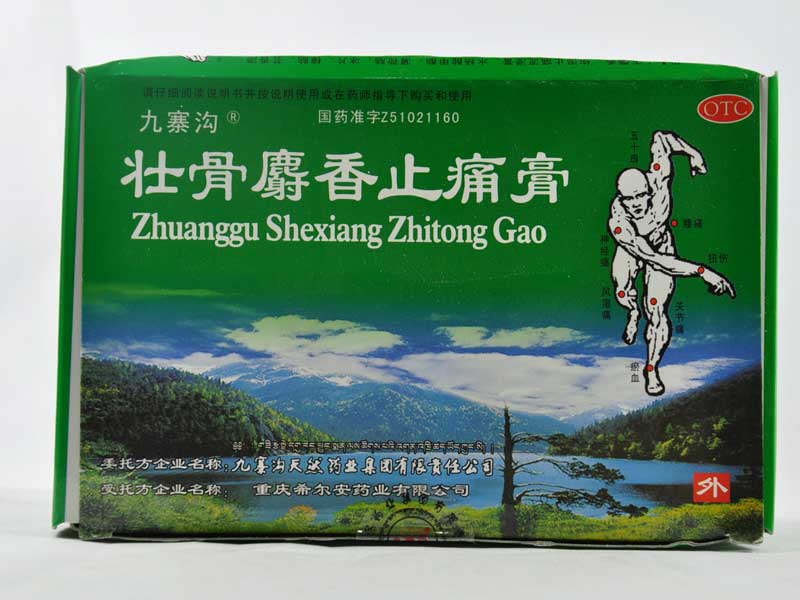 请仔细阅读说明书并按说明使用或在药师指导下购买和使用
九寨沟®
国药准字Z51021160
OTC
壮骨麝香止痛膏
Zhuanggu Shexiang Zhitong Gao
五十肩
腰痛
神经痛
扭伤
风湿痛
关节痛
瘀血
委托方企业名称:九寨沟天然药业集团有限责任公司
受托方企业名称: 重庆希尔安药业有限公司
外